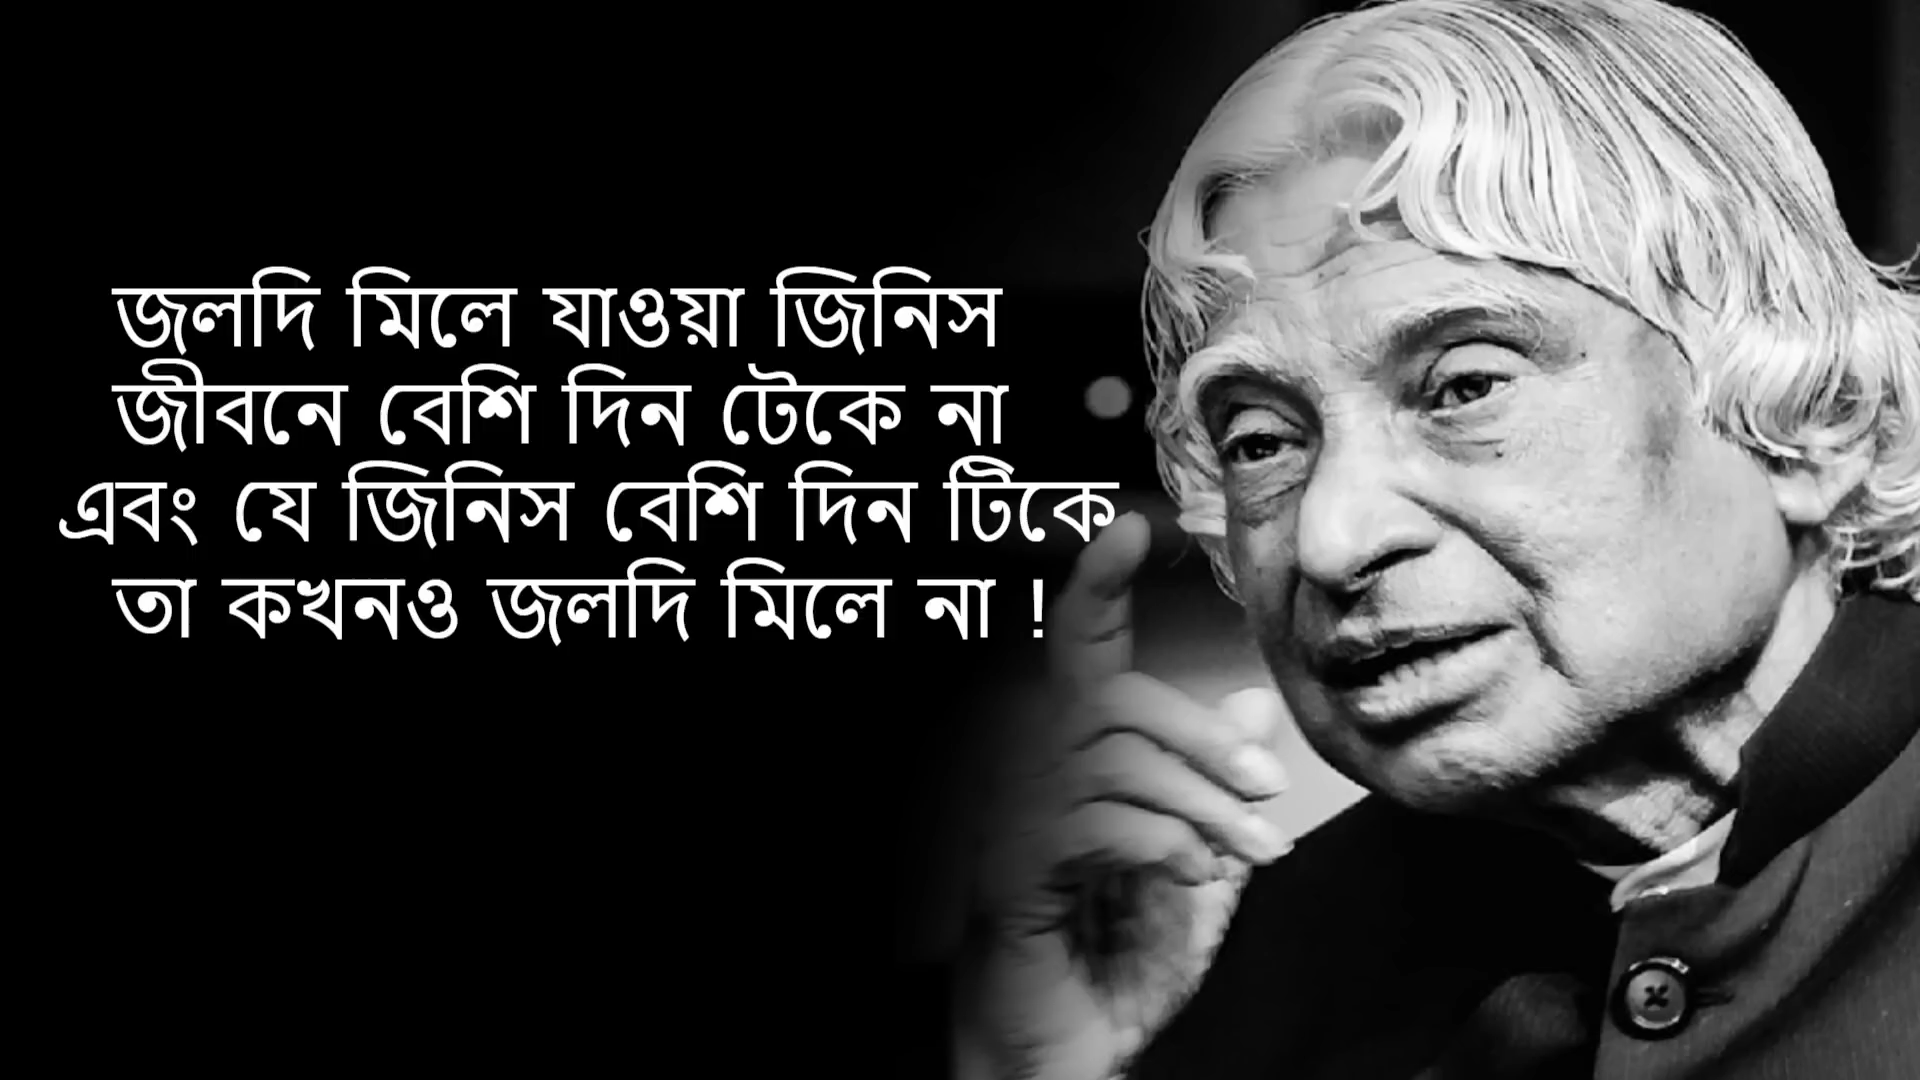 জলদি মিলে যাওয়া জিনিস
জীবনে বেশি দিন টেকে না
এবং যে জিনিস বেশি দিন টিকে
তা কখনও জলদি মিলে না !